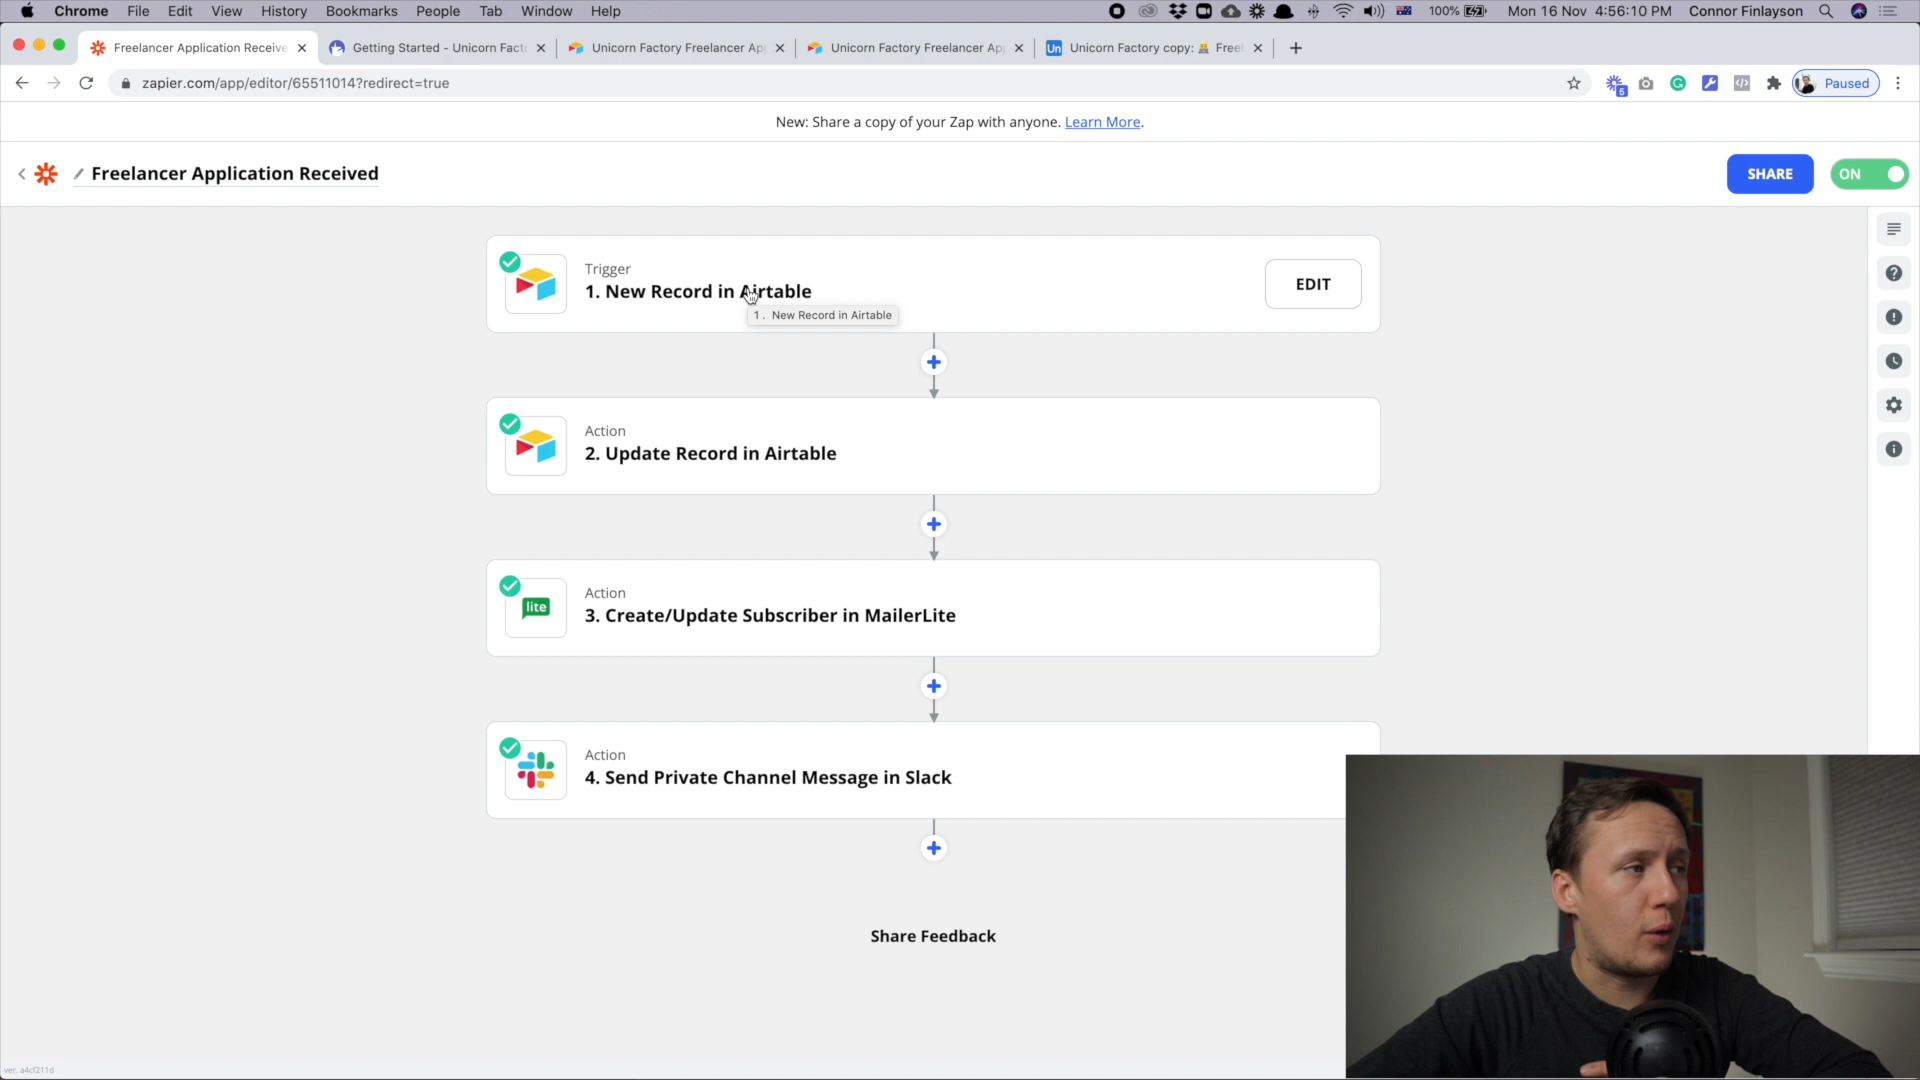 Chrome File Edit View History Bookmarks People Tab Window Help 100% Mon 16 Nov 4:56:10 PM Connor Finlayson
Freelancer Application Receive Getting Started - Unicorn Fact Unicorn Factory Freelancer Ap Unicorn Factory Freelancer Ap Un Unicorn Factory copy: Free
zapier.com/app/editor/65511014?redirect=true 5 Paused
New: Share a copy of your Zap with anyone. Learn More.
Freelancer Application Received SHARE ON
Trigger
1. New Record in Airtable
EDIT
1. New Record in Airtable
Action
2. Update Record in Airtable
lite
Action
3. Create/Update Subscriber in MailerLite
Action
4. Send Private Channel Message in Slack
Share Feedback
ver. a4cf211d